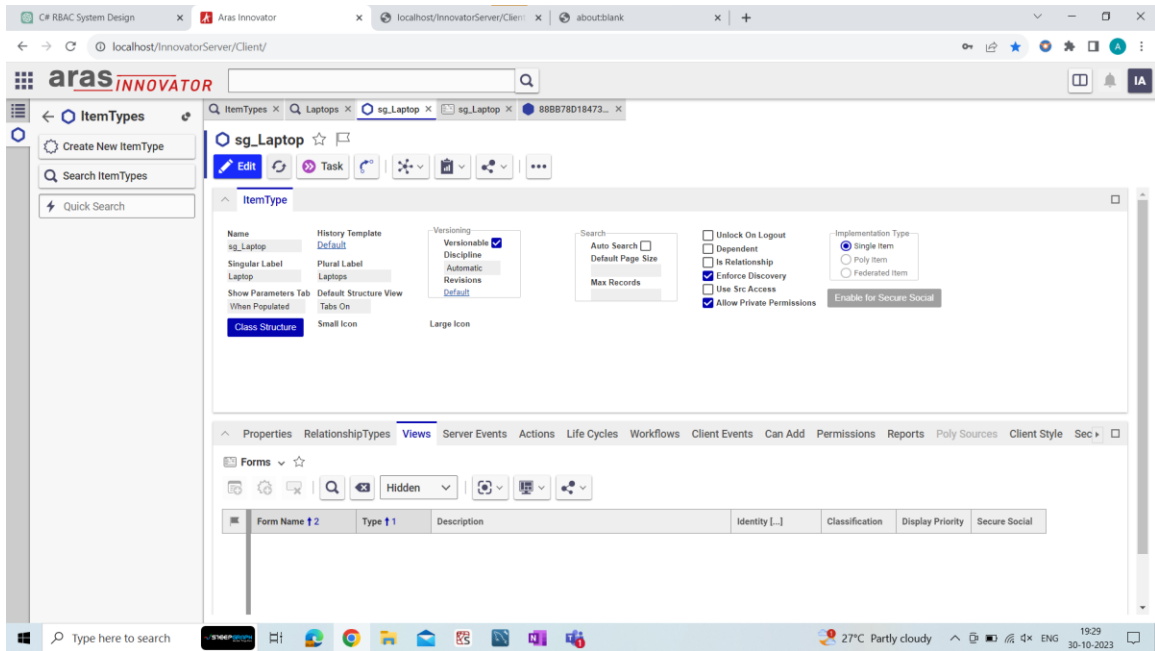 C# RBAC System Design
Aras Innovator
localhost/InnovatorServer/Client
about:blank
localhost/InnovatorServer/Client/
aras INNOVATOR
IA
ItemTypes
Create New ItemType
Search ItemTypes
Quick Search
ItemTypes Laptops sg_Laptop sg_Laptop 88BB78D18473...
sg_Laptop
Edit Task
ItemType
Name History Template
sg_Laptop Default
Singular Label Plural Label
Laptop Laptops
Show Parameters Tab Default Structure View
When Populated Tabs On
Class Structure Small Icon Large Icon
Versioning
Versionable
Discipline
Automatic
Revisions
Default
Search
Auto Search
Default Page Size
Max Records
Unlock On Logout
Dependent
Is Relationship
Enforce Discovery
Use Src Access
Allow Private Permissions
Implementation Type
Single Item
Poly Item
Federated Item
Enable for Secure Social
Properties RelationshipTypes Views Server Events Actions Life Cycles Workflows Client Events Can Add Permissions Reports Poly Sources Client Style Sec
Forms
Hidden
Form Name 2 Type 1 Description Identity [...] Classification Display Priority Secure Social
Type here to search
27°C Partly cloudy
ENG
19:29
30-10-2023
A